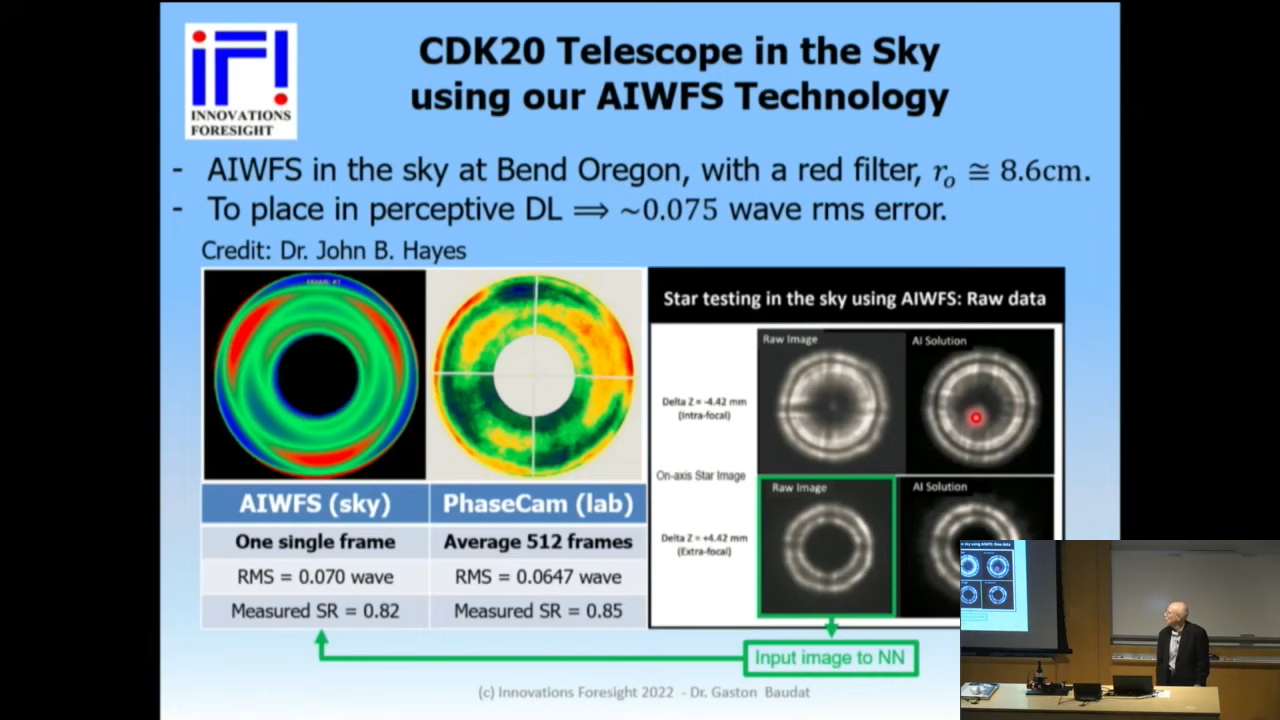 INNOVATIONS
FORESIGHT
CDK20 Telescope in the Sky
using our AIWFS Technology
- AIWFS in the sky at Bend Oregon, with a red filter, rₒ ≅ 8.6cm.
- To place in perceptive DL ⟹ ~0.075 wave rms error.
Credit: Dr. John B. Hayes
Star testing in the sky using AIWFS: Raw data
Raw Image
AI Solution
Delta Z = -4.42 mm
(Intra-focal)
On-axis Star Image
Raw Image
AI Solution
Delta Z = +4.42 mm
(Extra-focal)
AIWFS (sky)
PhaseCam (lab)
One single frame
Average 512 frames
RMS = 0.070 wave
RMS = 0.0647 wave
Measured SR = 0.82
Measured SR = 0.85
Input image to NN
(c) Innovations Foresight 2022 - Dr. Gaston Baudat